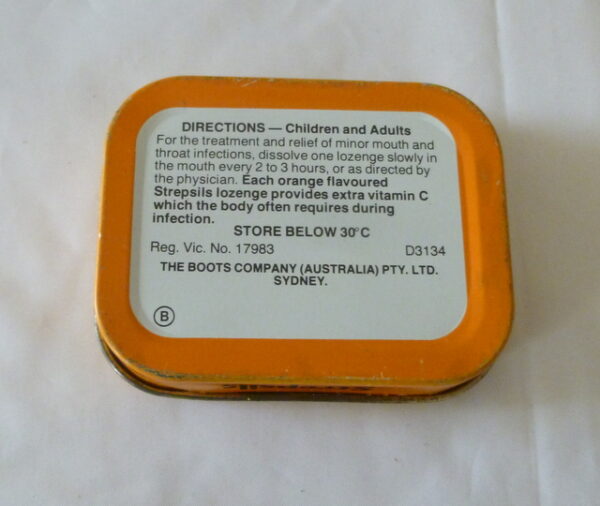 DIRECTIONS — Children and Adults
For the treatment and relief of minor mouth and
throat infections, dissolve one lozenge slowly in
the mouth every 2 to 3 hours, or as directed by
the physician. Each orange flavoured
Strepsils lozenge provides extra vitamin C
which the body often requires during
infection.
STORE BELOW 30°C
Reg. Vic. No. 17983 D3134
THE BOOTS COMPANY (AUSTRALIA) PTY. LTD.
SYDNEY.
B